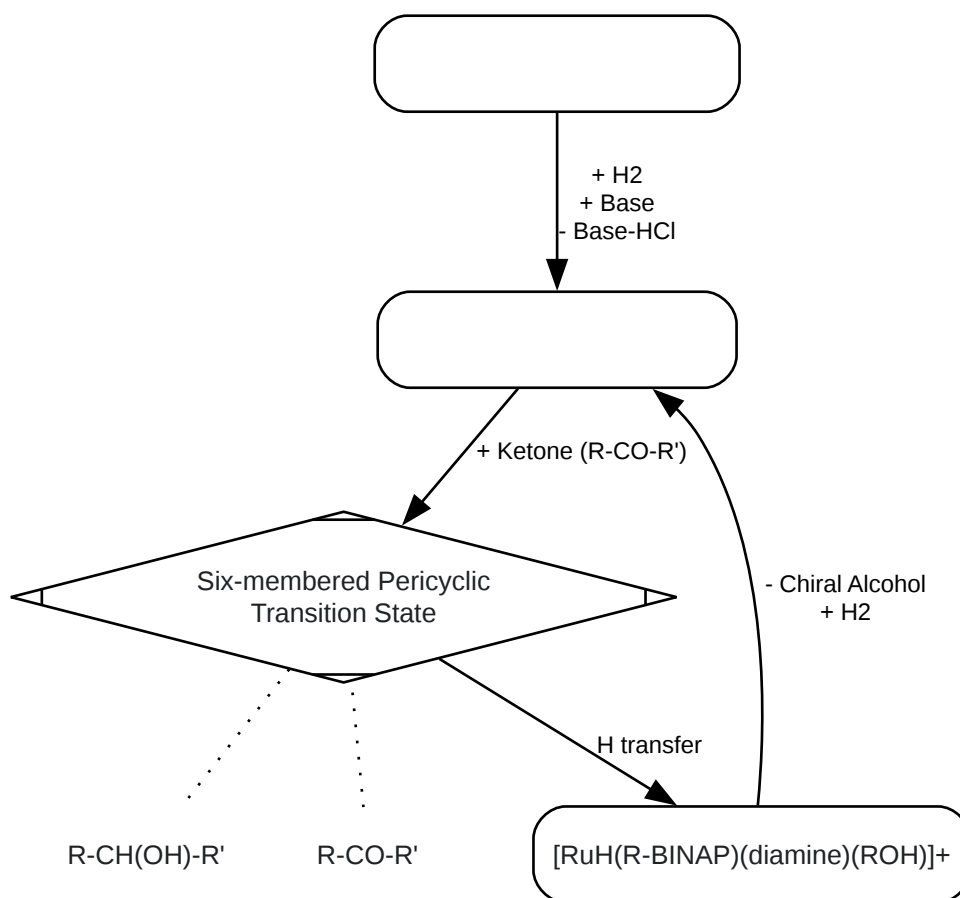 + H2
+ Base
- Base-HCl
+ Ketone (R-CO-R')
Six-membered Pericyclic
Transition State
- Chiral Alcohol
+ H2
H transfer
R-CH(OH)-R'
R-CO-R'
[RuH(R-BINAP)(diamine)(ROH)]+